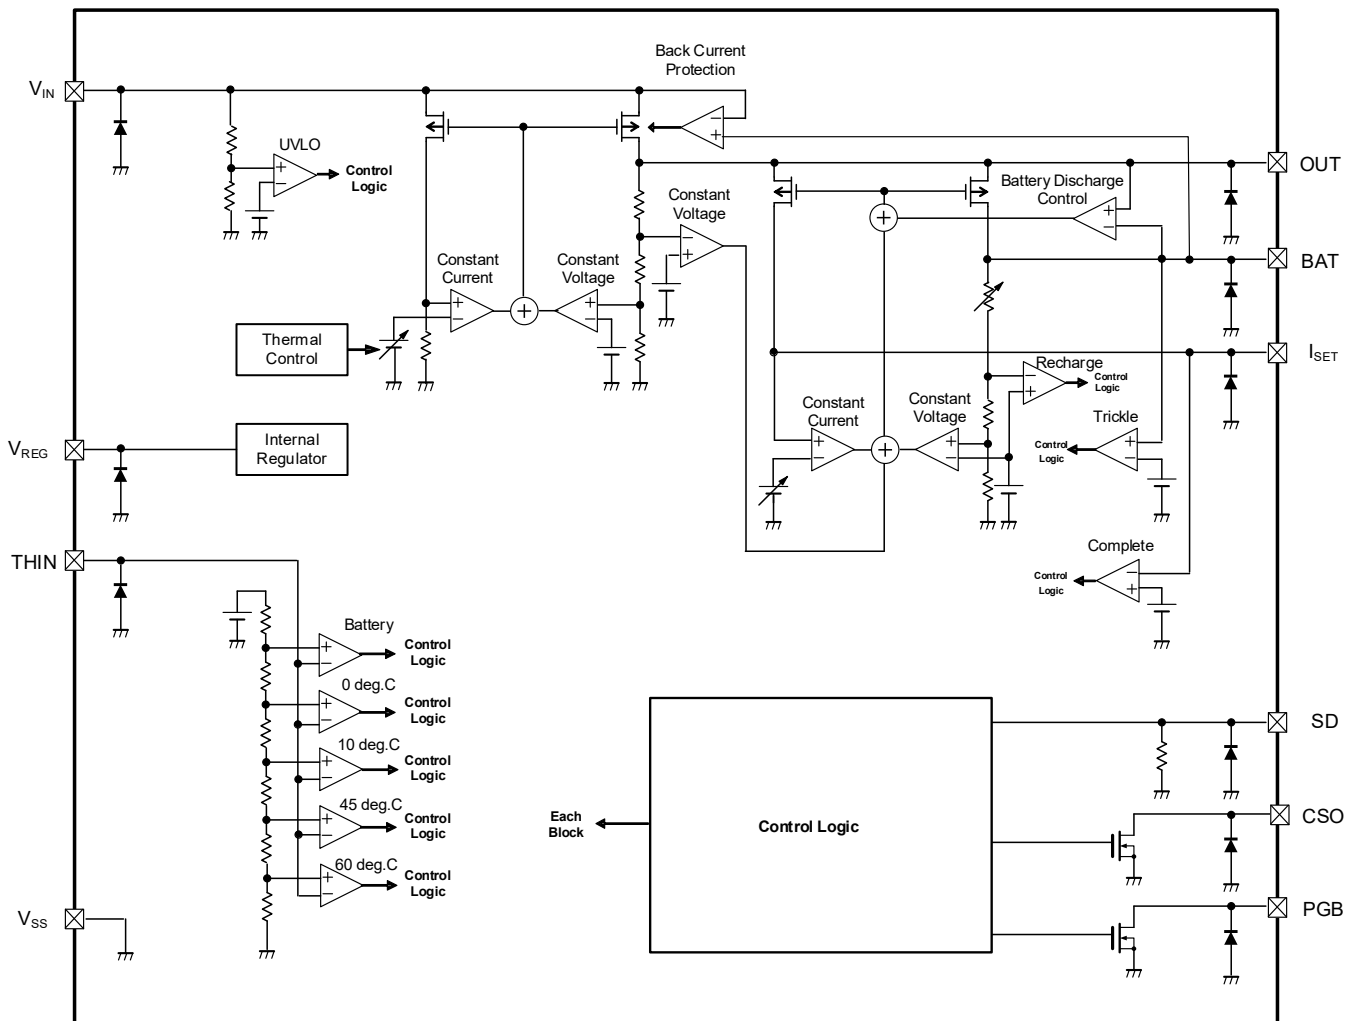 Back Current
Protection
VIN
UVLO
+
−
Control
Logic
−
+
OUT
Constant
Voltage
Battery Discharge
Control
−
+
+
+
−
BAT
Constant
Current
Constant
Voltage
+
−
+
+
−
Thermal
Control
ISET
Recharge
−
+
Control
Logic
Constant
Current
Constant
Voltage
Trickle
+
−
+
+
−
Control
Logic
+
−
VREG
Internal
Regulator
Complete
Control
Logic
−
+
THIN
Battery
+
−
Control
Logic
0 deg.C
+
−
Control
Logic
10 deg.C
+
−
Control
Logic
45 deg.C
+
−
Control
Logic
60 deg.C
+
−
Control
Logic
VSS
Each
Block
Control Logic
SD
CSO
PGB